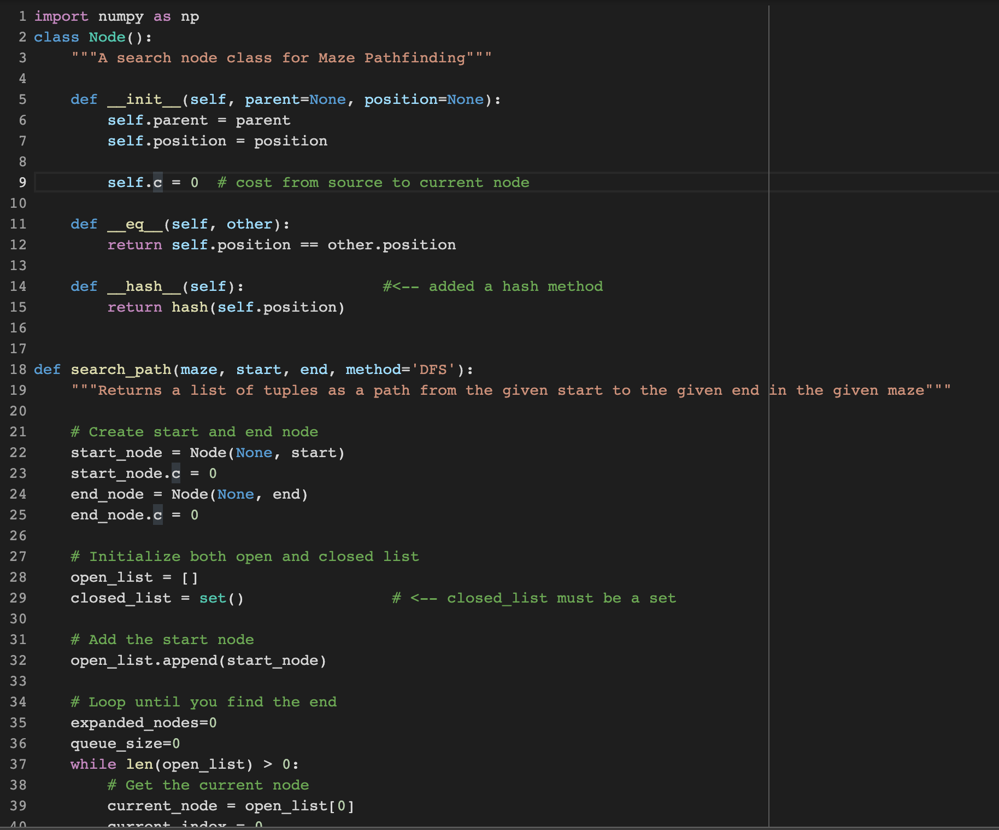 1 import numpy as np
2 class Node():
3     """A search node class for Maze Pathfinding"""
4
5     def __init__(self, parent=None, position=None):
6         self.parent = parent
7         self.position = position
8
9         self.c = 0  # cost from source to current node
10
11     def __eq__(self, other):
12         return self.position == other.position
13
14     def __hash__(self):               #<-- added a hash method
15         return hash(self.position)
16
17
18 def search_path(maze, start, end, method='DFS'):
19     """Returns a list of tuples as a path from the given start to the given end in the given maze"""
20
21     # Create start and end node
22     start_node = Node(None, start)
23     start_node.c = 0
24     end_node = Node(None, end)
25     end_node.c = 0
26
27     # Initialize both open and closed list
28     open_list = []
29     closed_list = set()                # <-- closed_list must be a set
30
31     # Add the start node
32     open_list.append(start_node)
33
34     # Loop until you find the end
35     expanded_nodes=0
36     queue_size=0
37     while len(open_list) > 0:
38         # Get the current node
39         current_node = open_list[0]
40         current_index = 0